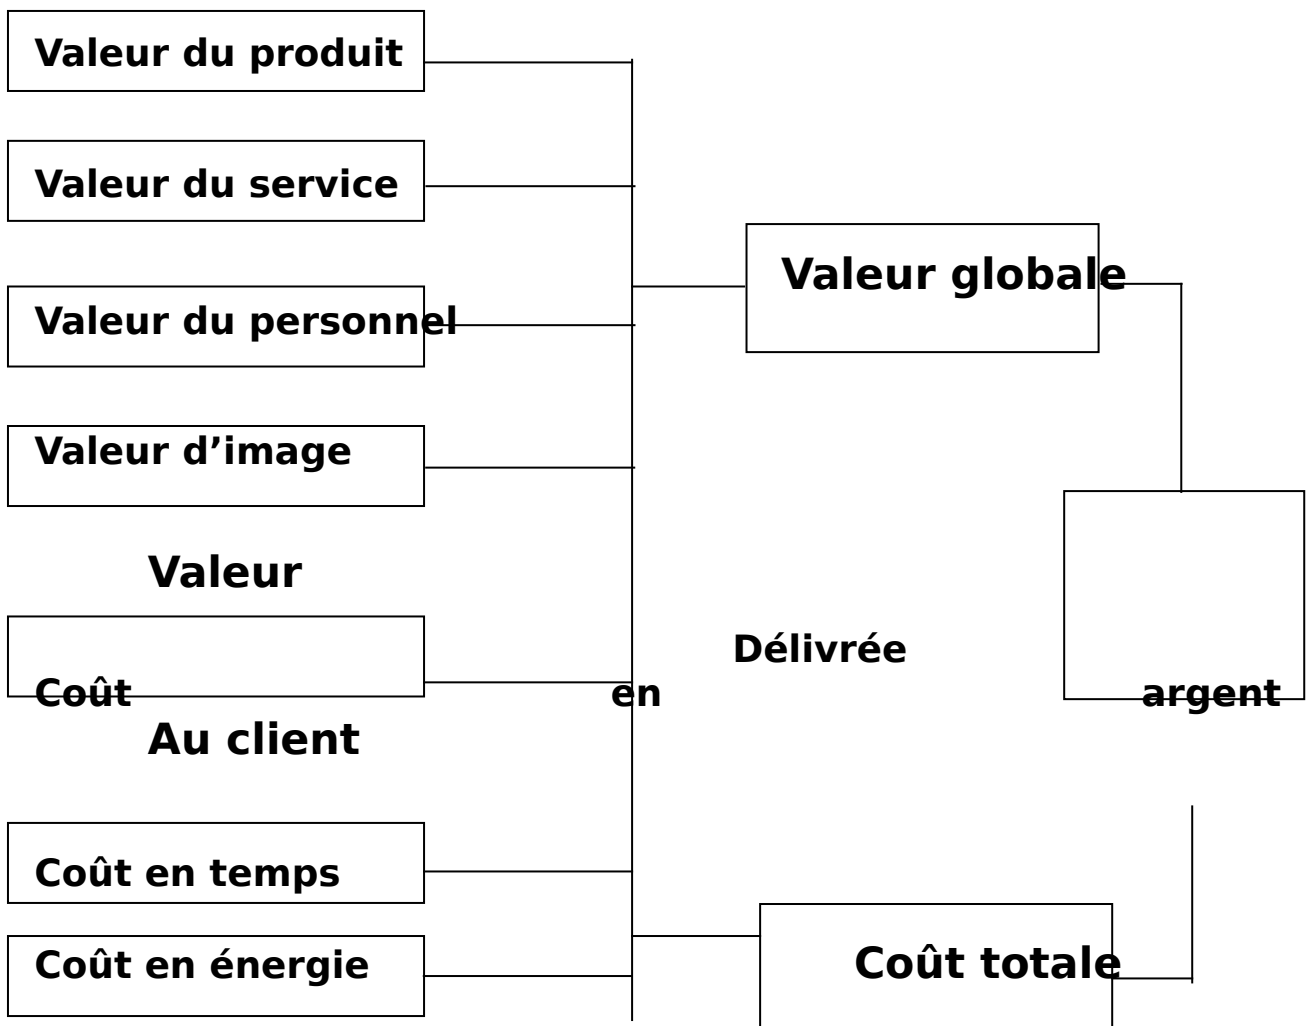 Valeur du produit
Valeur du service
Valeur globale
Valeur du personnel
Valeur d’image
Valeur
Délivrée
Coût en argent
Au client
Coût en temps
Coût totale
Coût en énergie